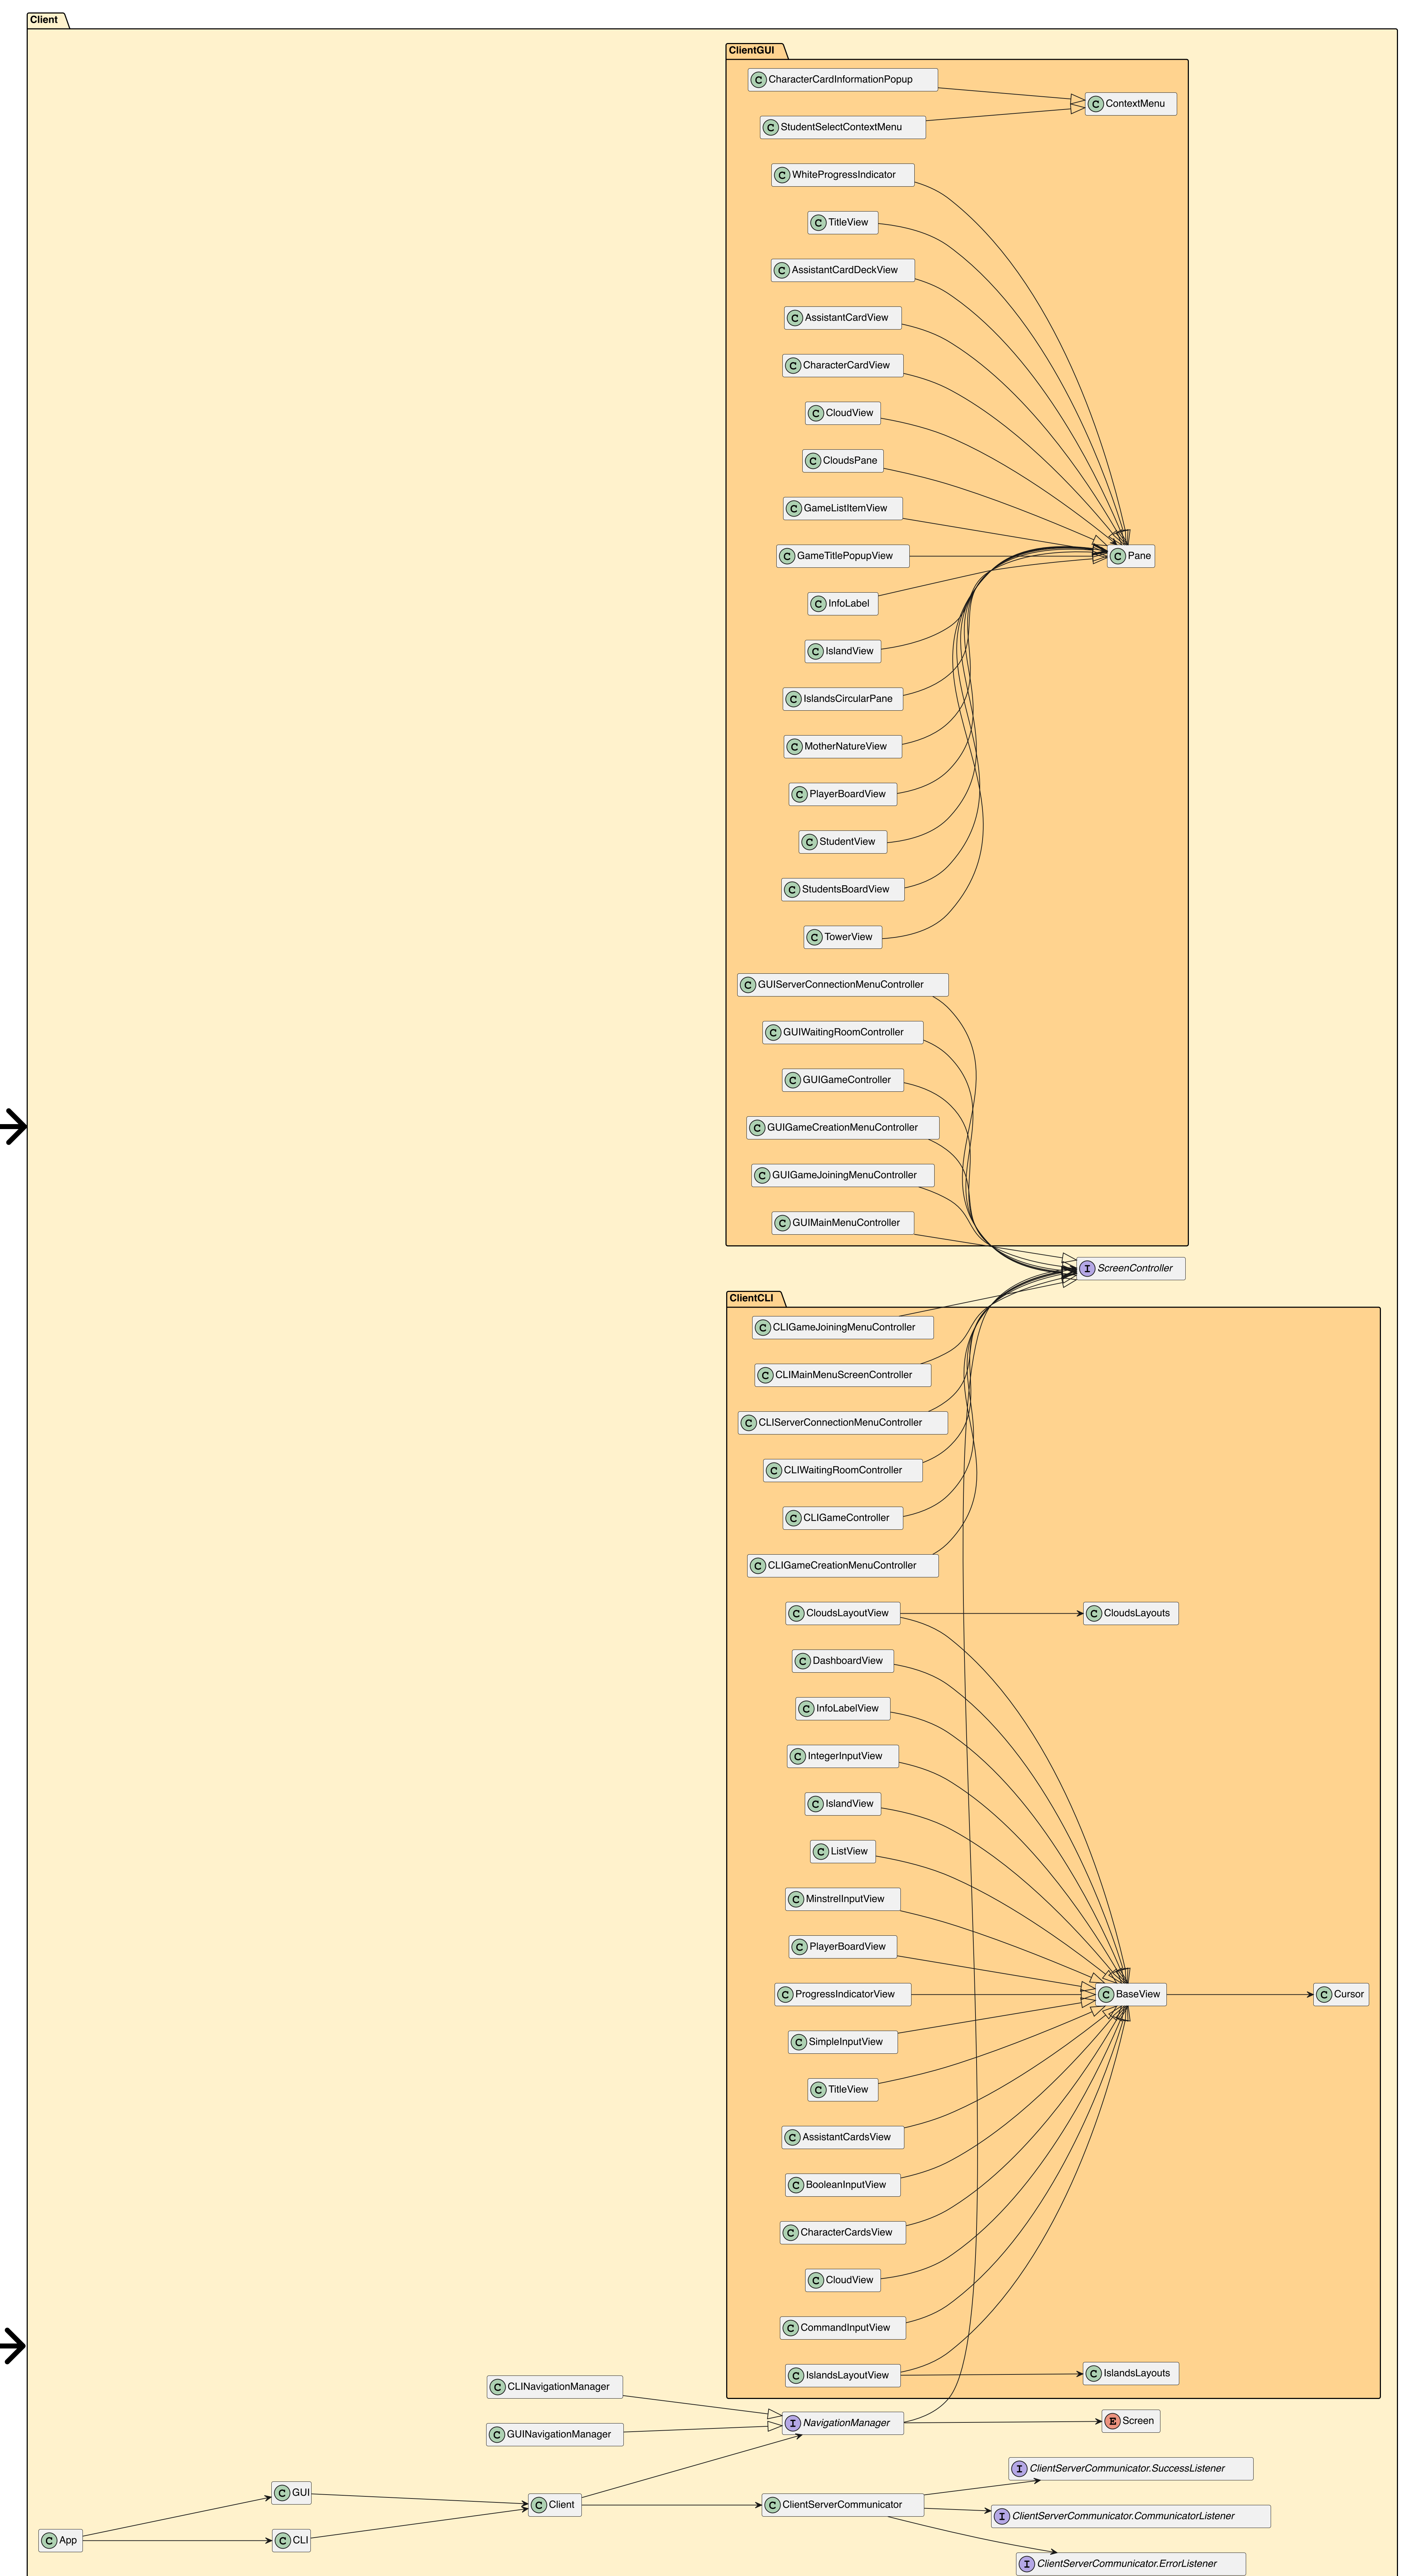 Client
ClientGUI
C CharacterCardInformationPopup
C ContextMenu
C StudentSelectContextMenu
C WhiteProgressIndicator
C TitleView
C AssistantCardDeckView
C AssistantCardView
C CharacterCardView
C CloudView
C CloudsPane
C GameListItemView
C GameTitlePopupView
C Pane
C InfoLabel
C IslandView
C IslandsCircularPane
C MotherNatureView
C PlayerBoardView
C StudentView
C StudentsBoardView
C TowerView
C GUIServerConnectionMenuController
C GUIWaitingRoomController
C GUIGameController
C GUIGameCreationMenuController
C GUIGameJoiningMenuController
C GUIMainMenuController
I ScreenController
ClientCLI
C CLIGameJoiningMenuController
C CLIMainMenuScreenController
C CLIServerConnectionMenuController
C CLIWaitingRoomController
C CLIGameController
C CLIGameCreationMenuController
C CloudsLayoutView
C CloudsLayouts
C DashboardView
C InfoLabelView
C IntegerInputView
C IslandView
C ListView
C MinstrelInputView
C PlayerBoardView
C ProgressIndicatorView
C BaseView
C Cursor
C SimpleInputView
C TitleView
C AssistantCardsView
C BooleanInputView
C CharacterCardsView
C CloudView
C CommandInputView
C IslandsLayoutView
C IslandsLayouts
C CLINavigationManager
I NavigationManager
E Screen
C GUINavigationManager
I ClientServerCommunicator.SuccessListener
C GUI
C Client
C ClientServerCommunicator
I ClientServerCommunicator.CommunicatorListener
C App
C CLI
I ClientServerCommunicator.ErrorListener